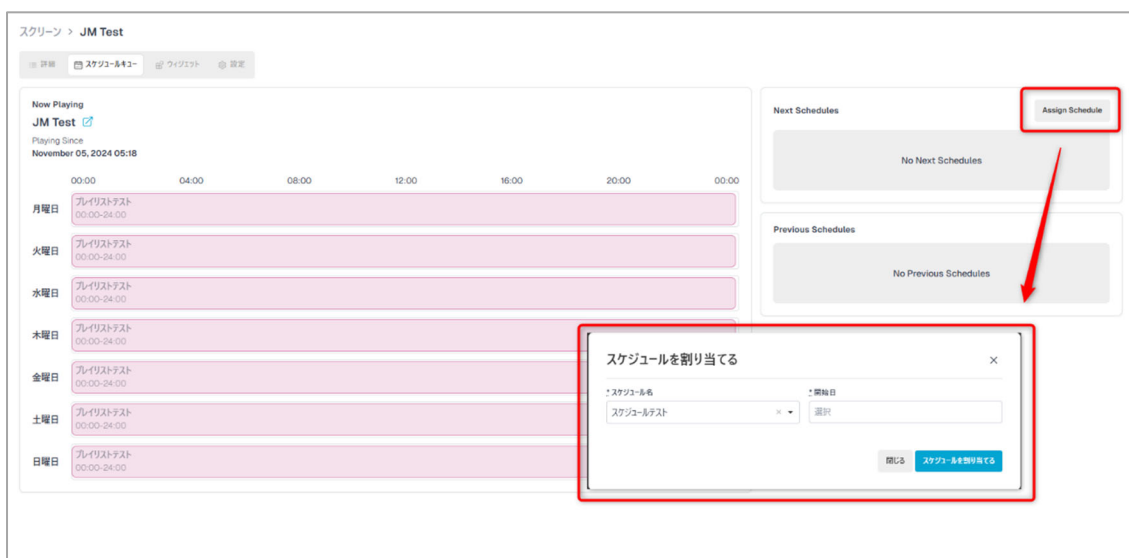 スクリーン > JM Test
詳細 スケジュールキュー ウィジェット 設定
Now Playing
JM Test
Playing Since
November 05, 2024 05:18
00:00 04:00 08:00 12:00 16:00 20:00 00:00
月曜日
プレイリストテスト
00:00-24:00
火曜日
プレイリストテスト
00:00-24:00
水曜日
プレイリストテスト
00:00-24:00
木曜日
プレイリストテスト
00:00-24:00
金曜日
プレイリストテスト
00:00-24:00
土曜日
プレイリストテスト
00:00-24:00
日曜日
プレイリストテスト
00:00-24:00
Next Schedules
Assign Schedule
No Next Schedules
Previous Schedules
No Previous Schedules
スケジュールを割り当てる
* スケジュール名
スケジュールテスト
* 開始日
選択
閉じる
スケジュールを割り当てる